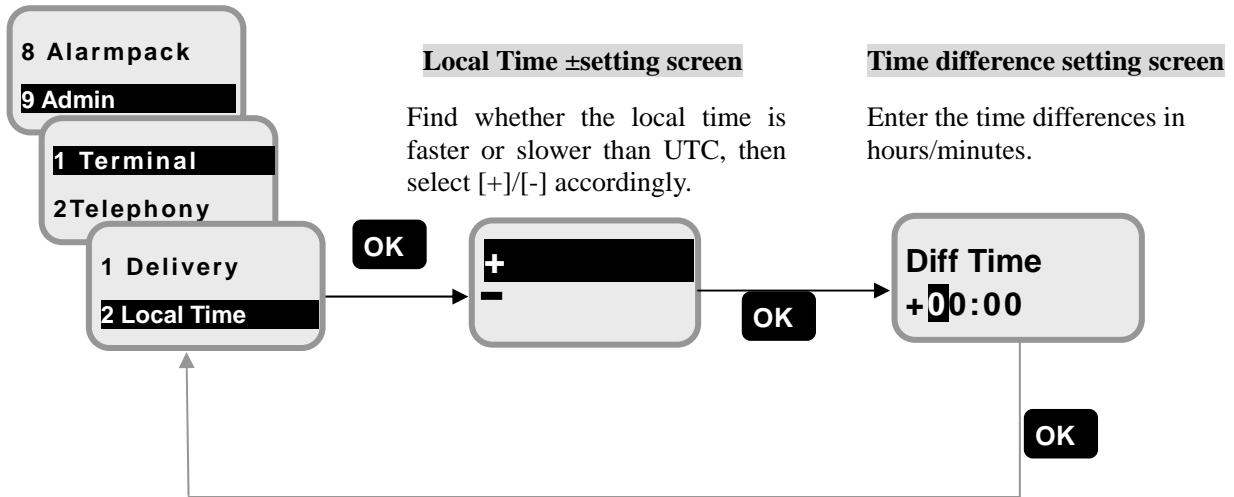 8 Alarmpack
9 Admin
1 Terminal
2Telephony
1 Delivery
2 Local Time
OK
Local Time ±setting screen
Find whether the local time is
faster or slower than UTC, then
select [+]/[-] accordingly.
+
-
OK
Time difference setting screen
Enter the time differences in
hours/minutes.
Diff Time
+00:00
OK